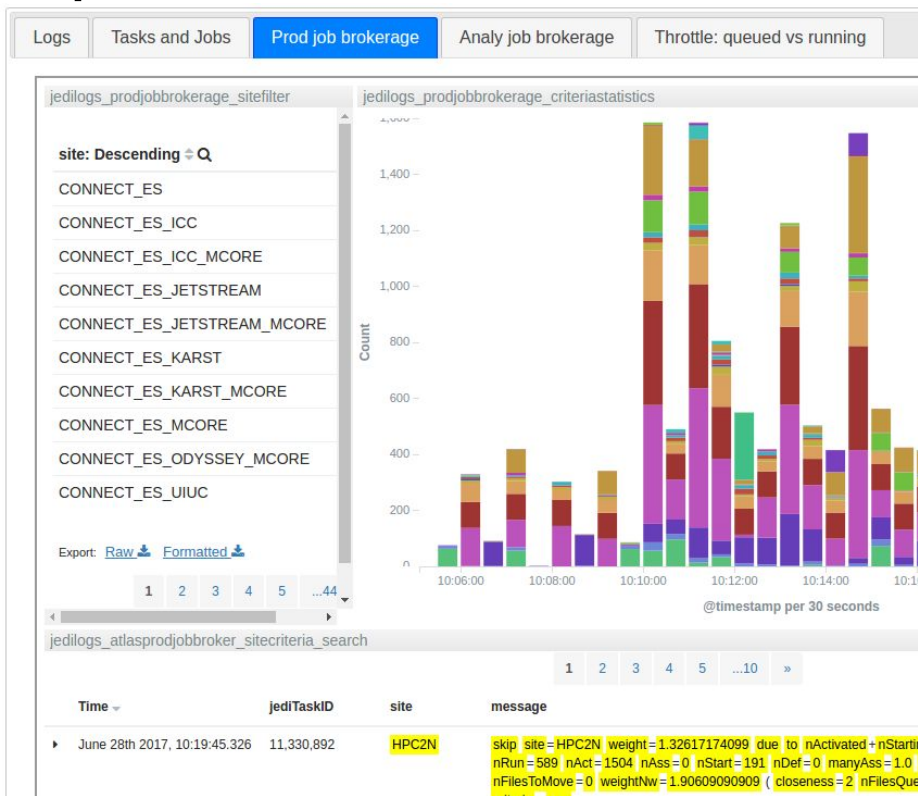 Logs Tasks and Jobs Prod job brokerage Analy job brokerage Throttle: queued vs running
jedilogs_prodjobbrokerage_sitefilter
site: Descending
CONNECT_ES
CONNECT_ES_ICC
CONNECT_ES_ICC_MCORE
CONNECT_ES_JETSTREAM
CONNECT_ES_JETSTREAM_MCORE
CONNECT_ES_KARST
CONNECT_ES_KARST_MCORE
CONNECT_ES_MCORE
CONNECT_ES_ODYSSEY_MCORE
CONNECT_ES_UIUC
Export: Raw Formatted
1 2 3 4 5 ...44
jedilogs_prodjobbrokerage_criteriastatistics
1,400
1,200
1,000
800
600
400
200
0
Count
10:06:00 10:08:00 10:10:00 10:12:00 10:14:00
@timestamp per 30 seconds
jedilogs_atlasprodjobbroker_sitecriteria_search
1 2 3 4 5 ...10 »
Time jediTaskID site message
June 28th 2017, 10:19:45.326 11,330,892 HPC2N skip site=HPC2N weight=1.32617174099 due to nActivated+nStartin
nRun=589 nAct=1504 nAss=0 nStart=191 nDef=0 manyAss=1.0
nFilesToMove=0 weightNw=1.90609090909 ( closeness=2 nFilesQue